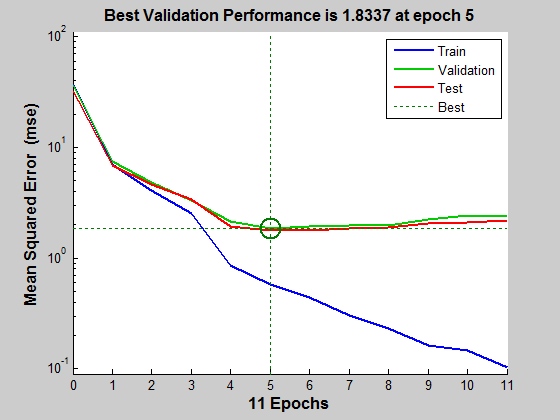 Best Validation Performance is 1.8337 at epoch 5
Mean Squared Error (mse)
10^2
10^1
10^0
10^-1
Train
Validation
Test
Best
0 1 2 3 4 5 6 7 8 9 10 11
11 Epochs